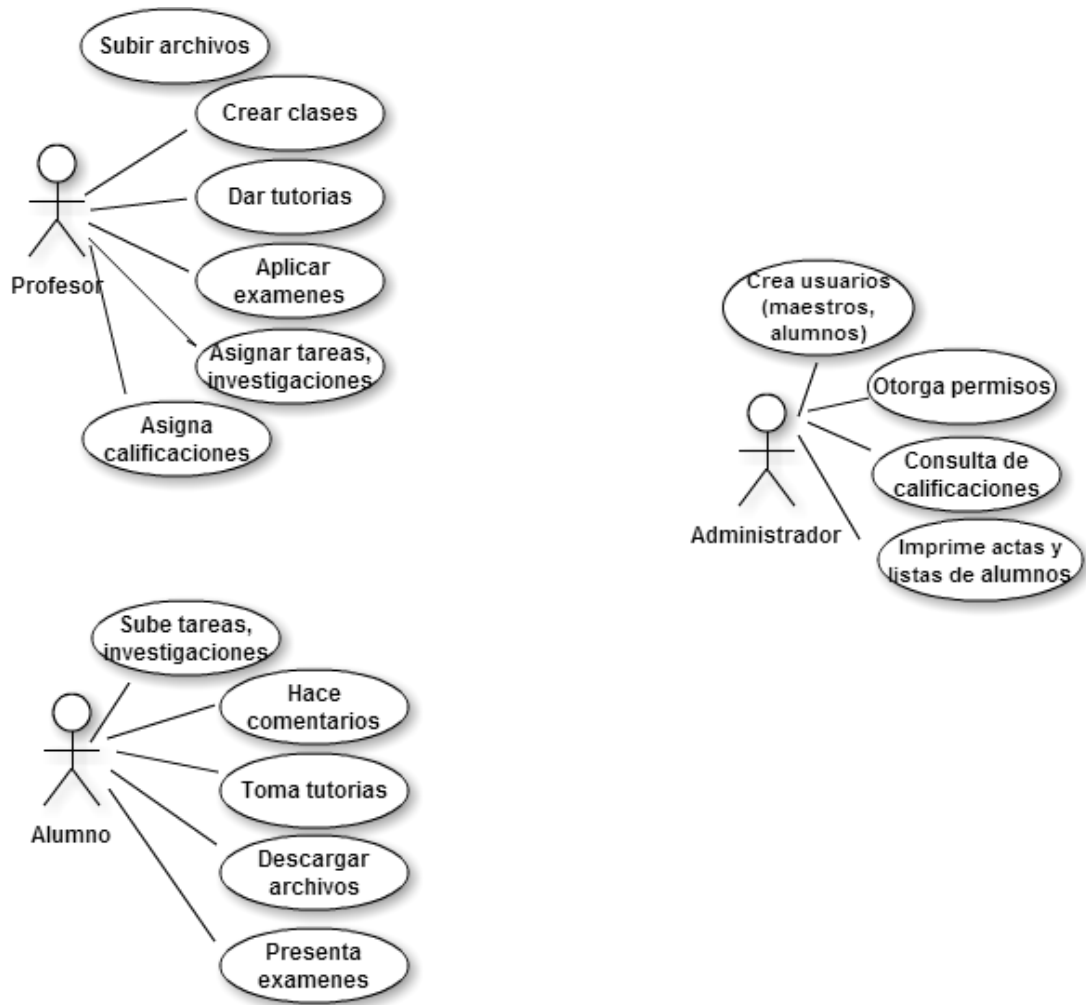 Subir archivos
Crear clases
Dar tutorias
Aplicar
examenes
Profesor
Asignar tareas,
investigaciones
Asigna
calificaciones
Crea usuarios
(maestros,
alumnos)
Otorga permisos
Consulta de
calificaciones
Administrador
Imprime actas y
listas de alumnos
Sube tareas,
investigaciones
Hace
comentarios
Toma tutorias
Alumno
Descargar
archivos
Presenta
examenes